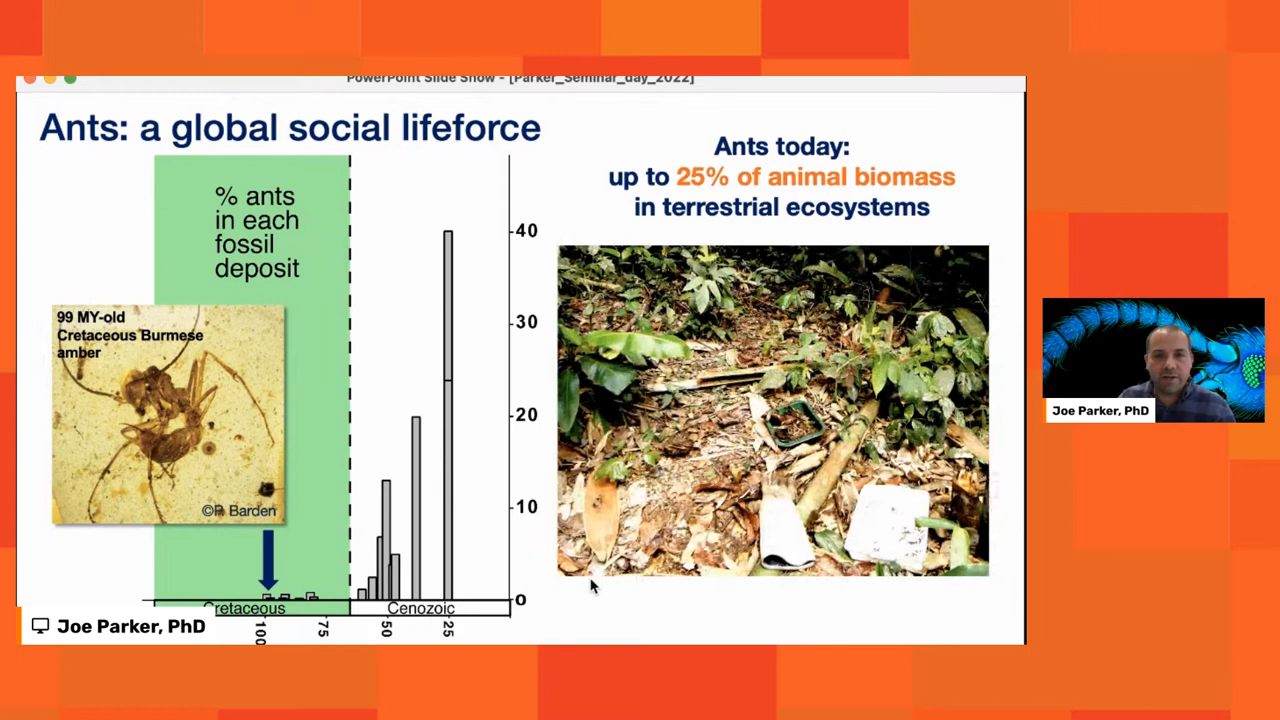 PowerPoint Slide Show - [Parker_Seminar_day_2022]
Ants: a global social lifeforce
% ants
in each
fossil
deposit
99 MY-old
Cretaceous Burmese
amber
©P. Barden
40
30
20
10
0
Cretaceous
Cenozoic
100
75
50
25
Ants today:
up to 25% of animal biomass
in terrestrial ecosystems
Joe Parker, PhD
Joe Parker, PhD